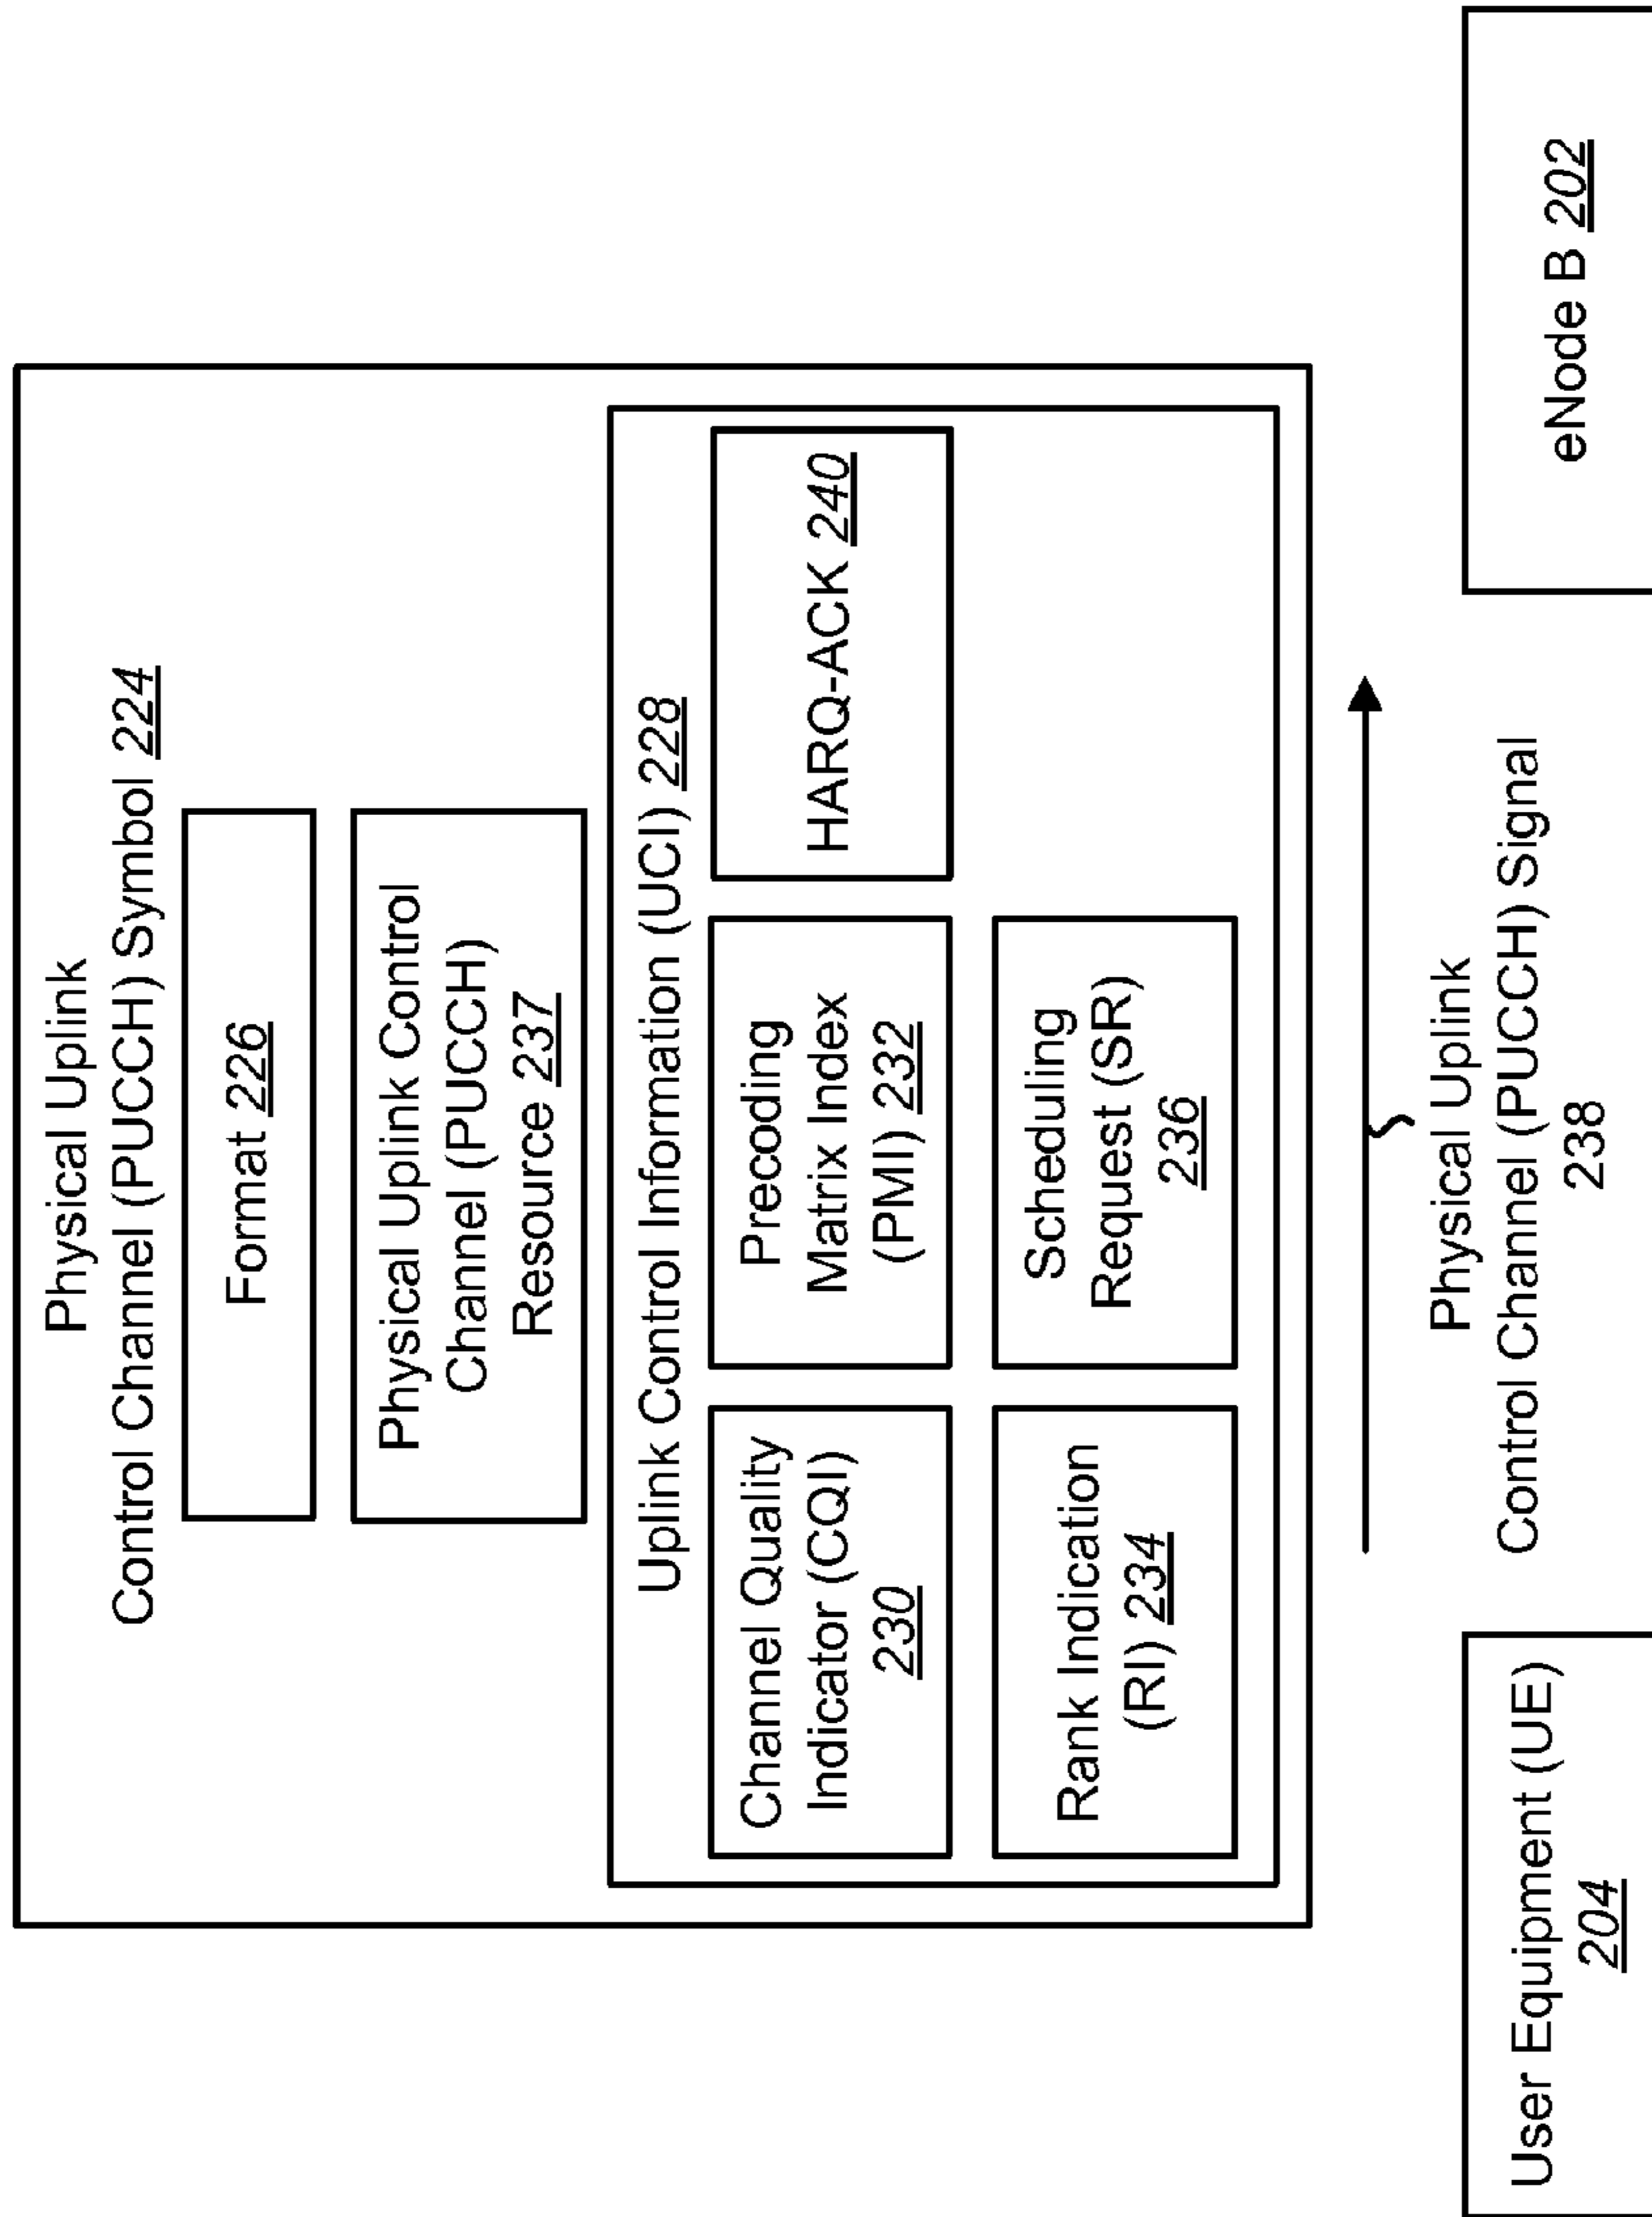 Physical Uplink
Control Channel (PUCCH) Symbol 224
Format 226
Physical Uplink Control
Channel (PUCCH)
Resource 237
Uplink Control Information (UCI) 228
Channel Quality
Indicator (CQI)
230
Precoding
Matrix Index
(PMI) 232
HARQ-ACK 240
Rank Indication
(RI) 234
Scheduling
Request (SR)
236
Physical Uplink
Control Channel (PUCCH) Signal
238
User Equipment (UE)
204
eNode B 202